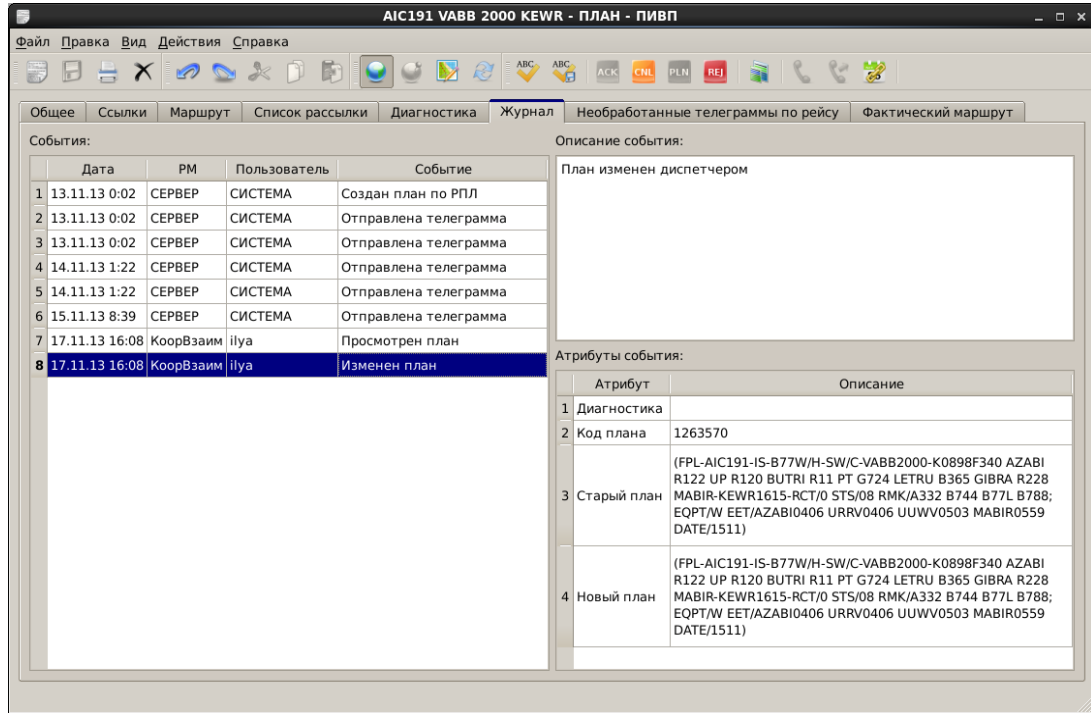 AIC191 VABB 2000 KEWR - ПЛАН - ПИВП
Файл Правка Вид Действия Справка
ABC ABC ACK CNL PLN REJ
Общее Ссылки Маршрут Список рассылки Диагностика Журнал Необработанные телеграммы по рейсу Фактический маршрут
События:
Дата РМ Пользователь Событие
1 13.11.13 0:02 СЕРВЕР СИСТЕМА Создан план по РПЛ
2 13.11.13 0:02 СЕРВЕР СИСТЕМА Отправлена телеграмма
3 13.11.13 0:02 СЕРВЕР СИСТЕМА Отправлена телеграмма
4 14.11.13 1:22 СЕРВЕР СИСТЕМА Отправлена телеграмма
5 14.11.13 1:22 СЕРВЕР СИСТЕМА Отправлена телеграмма
6 15.11.13 8:39 СЕРВЕР СИСТЕМА Отправлена телеграмма
7 17.11.13 16:08 КоорВзаим ilya Просмотрен план
8 17.11.13 16:08 КоорВзаим ilya Изменен план
Описание события:
План изменен диспетчером
Атрибуты события:
Атрибут Описание
1 Диагностика
2 Код плана 1263570
(FPL-AIC191-IS-B77W/H-SW/C-VABB2000-K0898F340 AZABI
R122 UP R120 BUTRI R11 PT G724 LETRU B365 GIBRA R228
3 Старый план MABIR-KEWR1615-RCT/0 STS/08 RMK/A332 B744 B77L B788;
EQPT/W EET/AZABI0406 URRV0406 UUWV0503 MABIR0559
DATE/1511)
(FPL-AIC191-IS-B77W/H-SW/C-VABB2000-K0898F340 AZABI
R122 UP R120 BUTRI R11 PT G724 LETRU B365 GIBRA R228
4 Новый план MABIR-KEWR1615-RCT/0 STS/08 RMK/A332 B744 B77L B788;
EQPT/W EET/AZABI0406 URRV0406 UUWV0503 MABIR0559
DATE/1511)